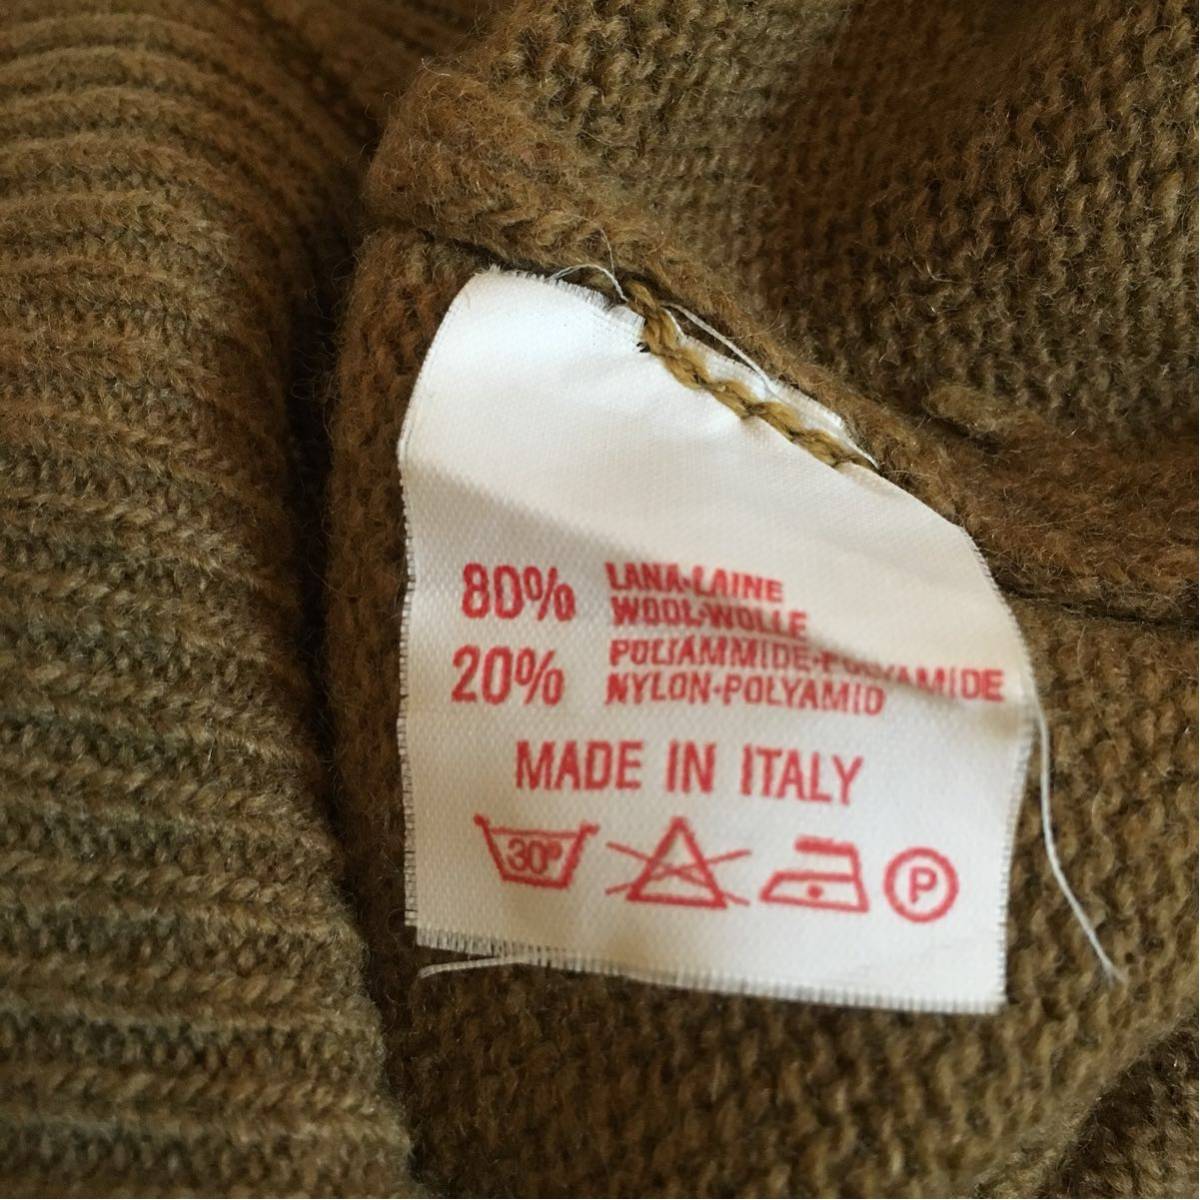 80% LANA•LAINE
WOOL•WOLLE
20% POLIAMMIDE•POLYAMIDE
NYLON•POLYAMID
MADE IN ITALY
30° P